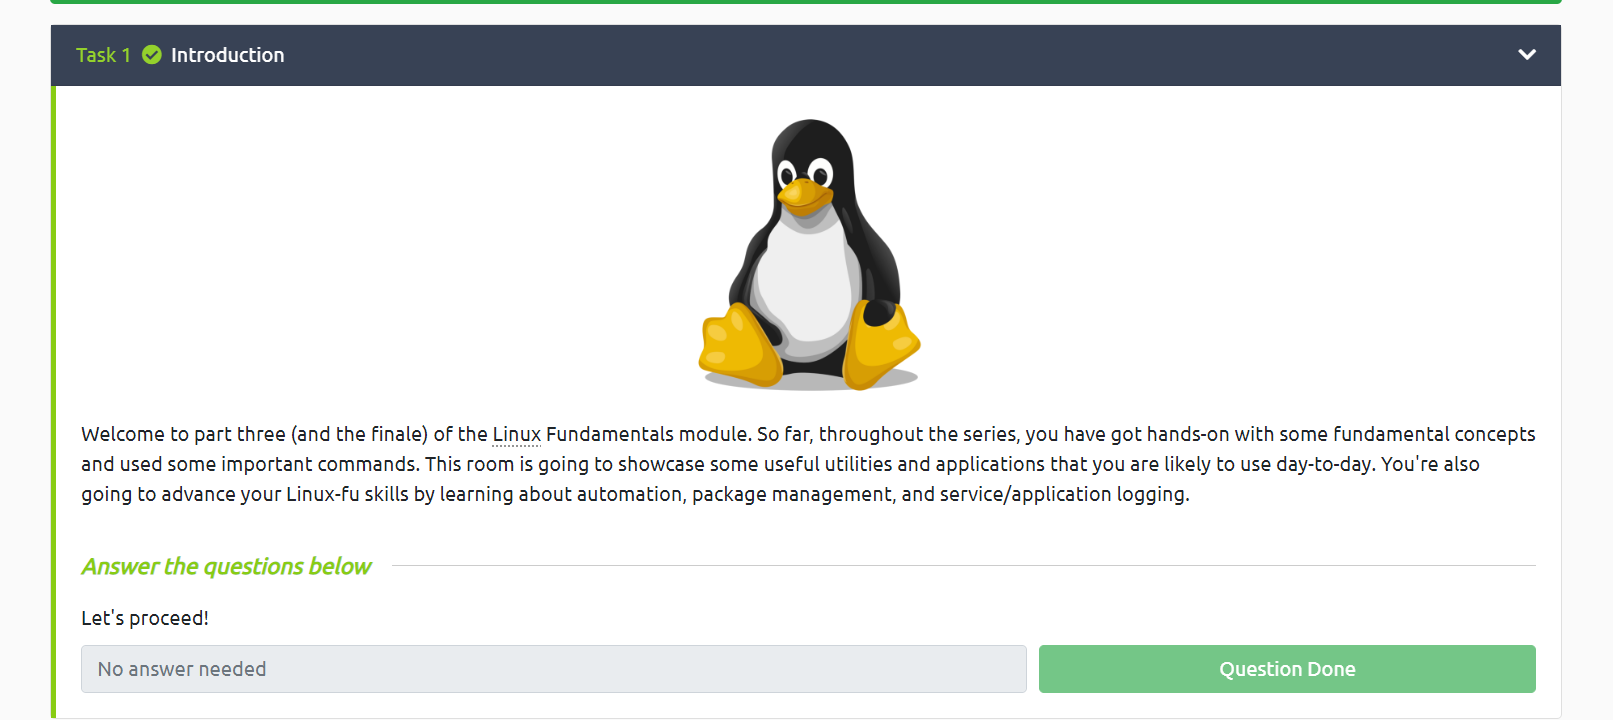 Task 1 Introduction
Welcome to part three (and the finale) of the Linux Fundamentals module. So far, throughout the series, you have got hands-on with some fundamental concepts
and used some important commands. This room is going to showcase some useful utilities and applications that you are likely to use day-to-day. You're also
going to advance your Linux-fu skills by learning about automation, package management, and service/application logging.
Answer the questions below
Let's proceed!
No answer needed
Question Done